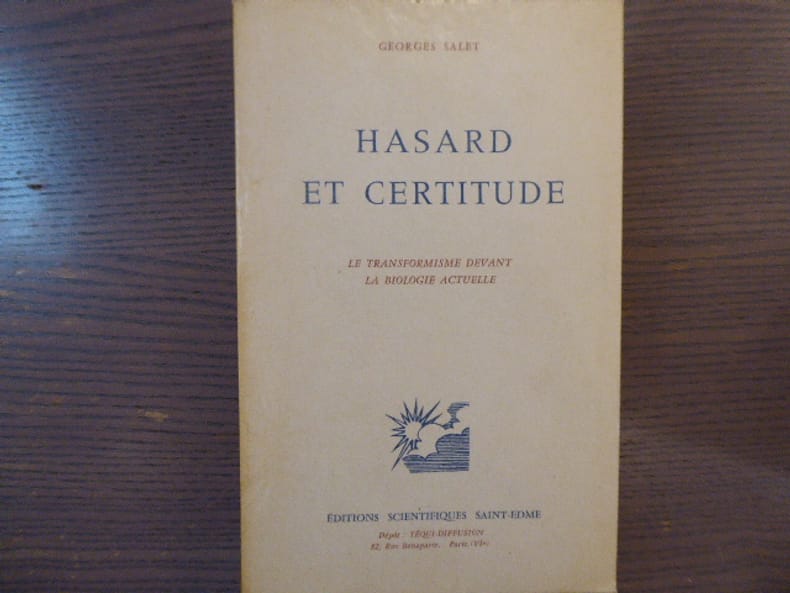 GEORGES SALET
HASARD
ET CERTITUDE
LE TRANSFORMISME DEVANT
LA BIOLOGIE ACTUELLE
ÉDITIONS SCIENTIFIQUES SAINT-EDME
Dépôt : TÉQUI-DIFFUSION
82, Rue Bonaparte. Paris (VIe)